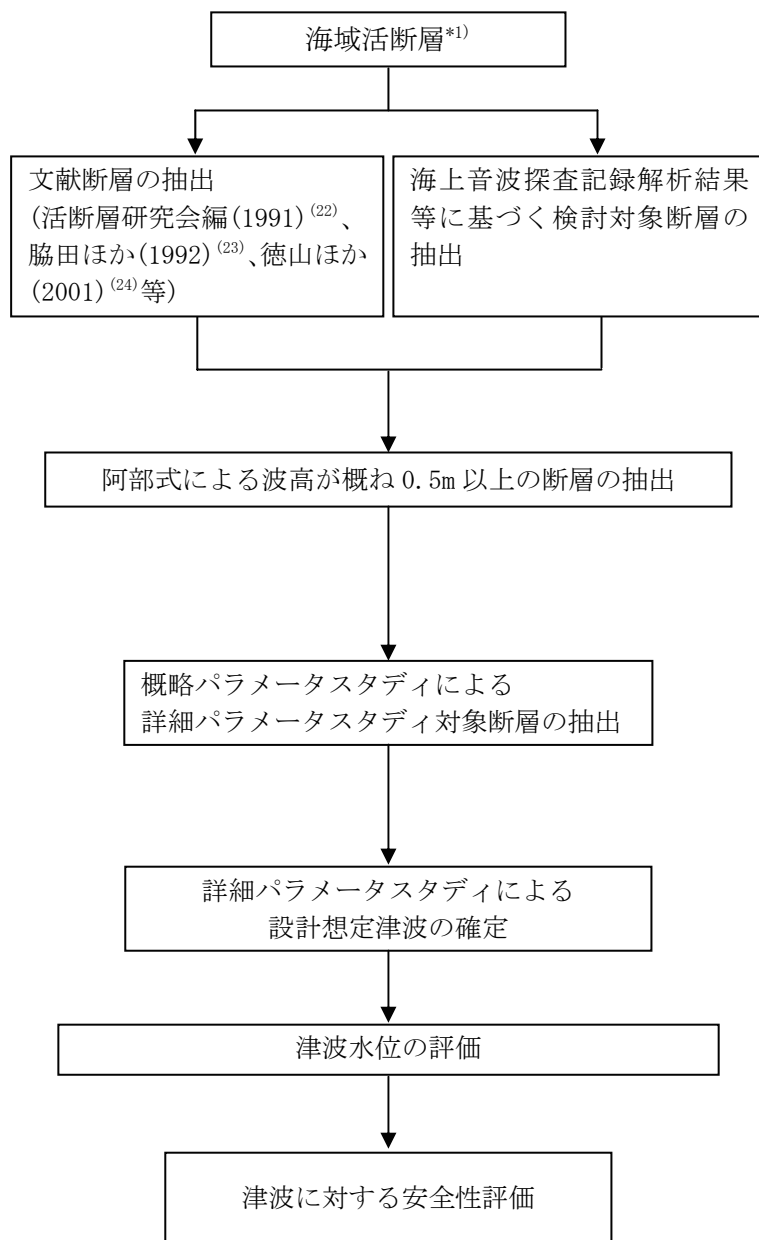 海域活断層*1)
文献断層の抽出
(活断層研究会編(1991)(22)、
脇田ほか(1992)(23)、徳山ほか
(2001)(24)等)
海上音波探査記録解析結果
等に基づく検討対象断層の
抽出
阿部式による波高が概ね 0.5m 以上の断層の抽出
概略パラメータスタディによる
詳細パラメータスタディ対象断層の抽出
詳細パラメータスタディによる
設計想定津波の確定
津波水位の評価
津波に対する安全性評価